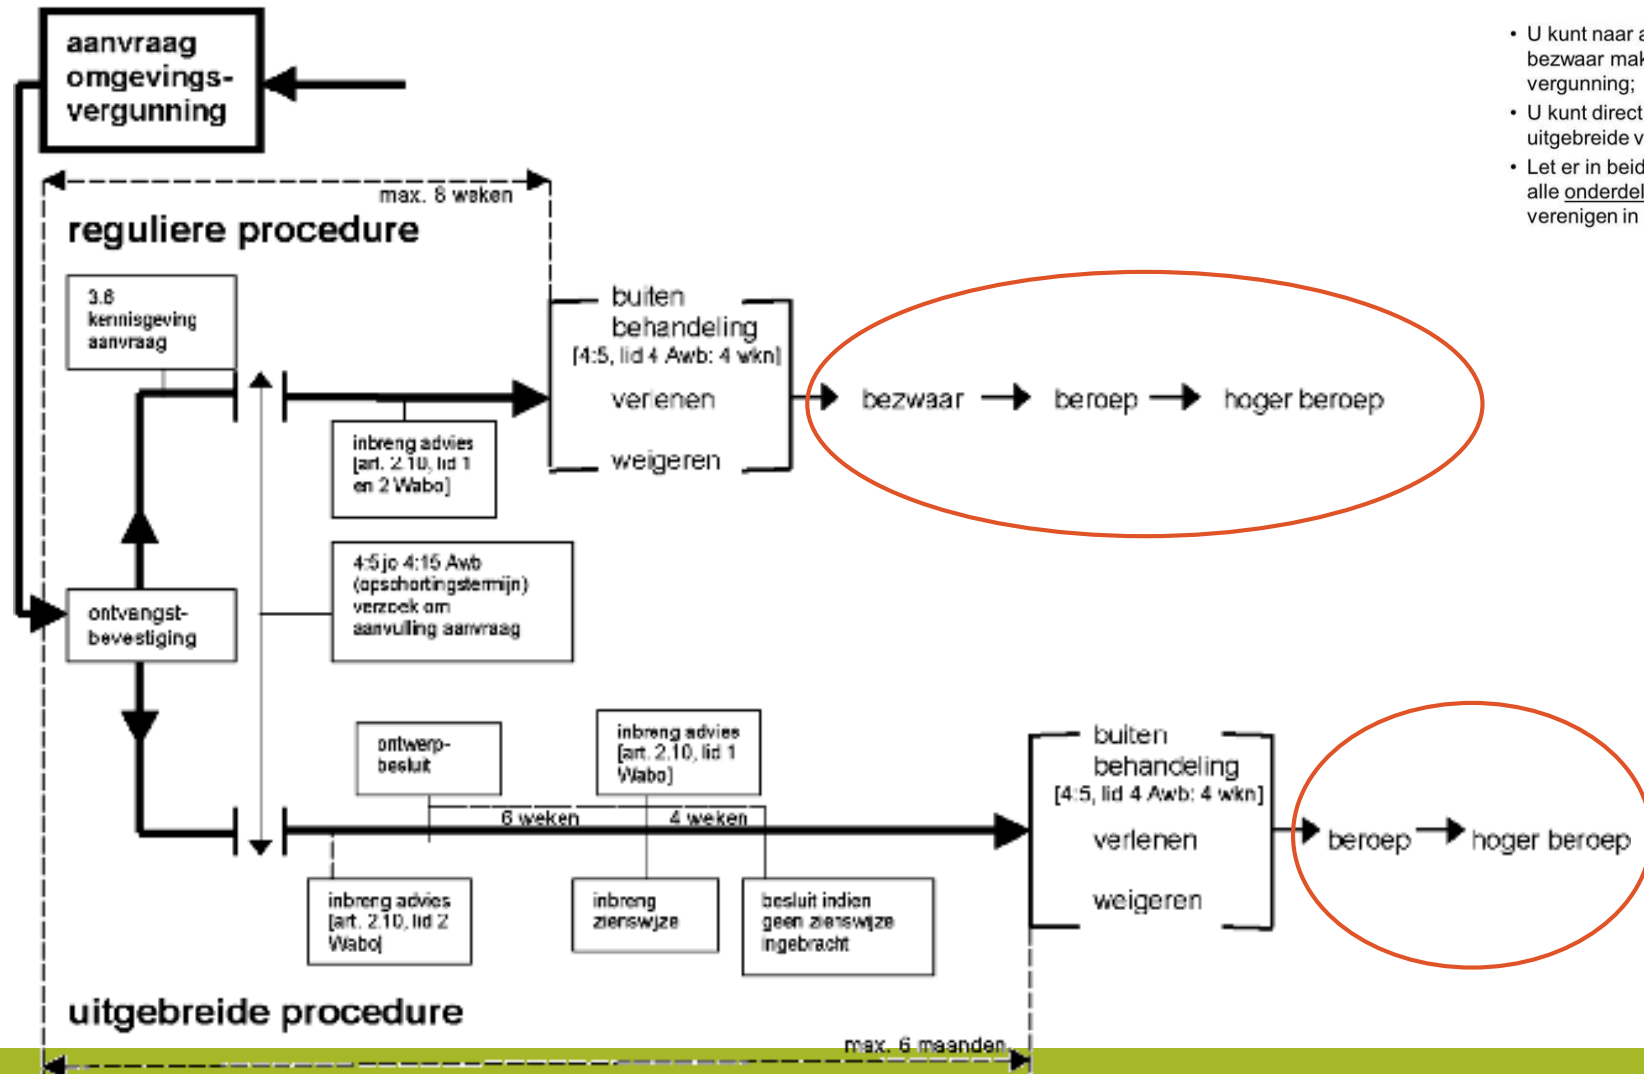 aanvraag
omgevings-
vergunning
• U kunt naar
bezwaar
vergunning;
• U kunt direct
uitgebreide
• Let er in
alle
verenigen in
max. 8 weken
reguliere procedure
3.6
kennisgeving
aanvraag
buiten
behandeling
[4:5, lid 4 Awb: 4 wkn]
verlenen
weigeren
bezwaar
beroep
hoger beroep
inbreng advies
[art. 2.10, lid 1
en 2 Wabo]
4:5 jo 4:15 Awb
(opschortingstermijn)
verzoek om
aanvulling aanvraag
ontvangst-
bevestiging
ontwerp-
besluit
inbreng advies
[art. 2.10, lid 1
Wabo]
6 weken
4 weken
inbreng advies
[art. 2.10, lid 2
Wabo]
inbreng
zienswijze
besluit indien
geen zienswijze
ingebracht
buiten
behandeling
[4:5, lid 4 Awb: 4 wkn]
verlenen
weigeren
beroep
hoger beroep
uitgebreide procedure
max. 6 maanden